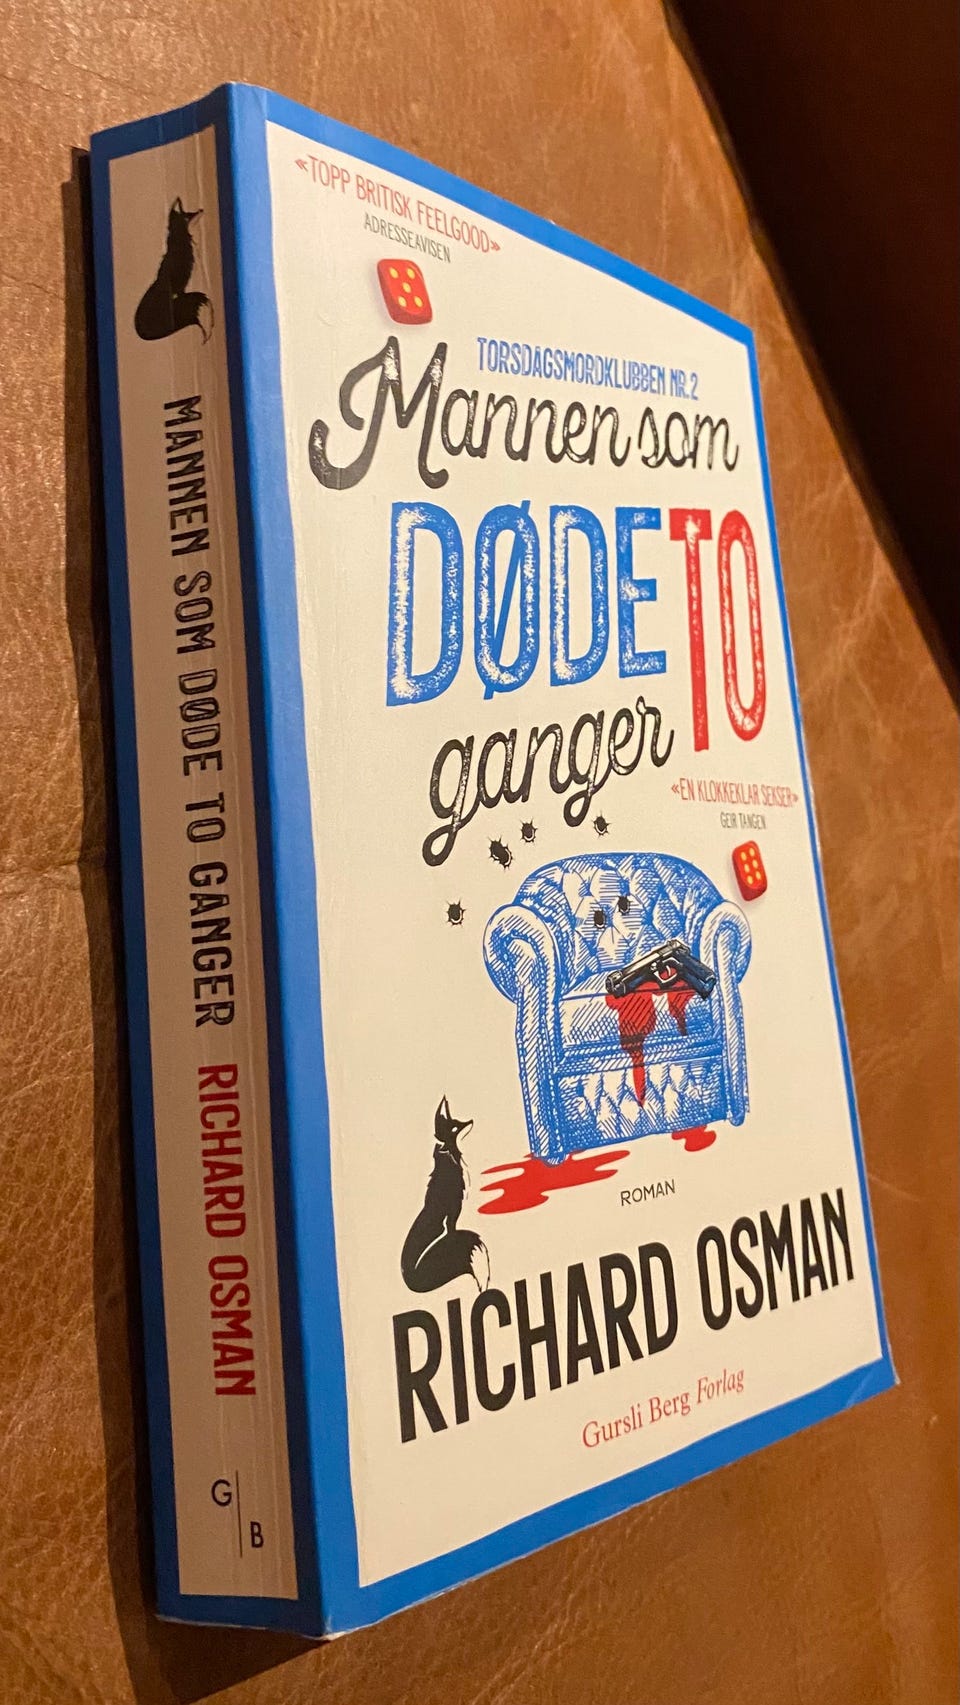 MANNEN SOM DØDE TO GANGER RICHARD OSMAN
G
B
«TOPP BRITISK FEELGOOD»
ADRESSEAVISEN
TORSDAGSMORDKLUBBEN NR. 2
Mannen som
DØDE TO
ganger
«EN KLOKKEKLAR SEKSER»
GEIR TANGEN
ROMAN
RICHARD OSMAN
Gursli Berg Forlag